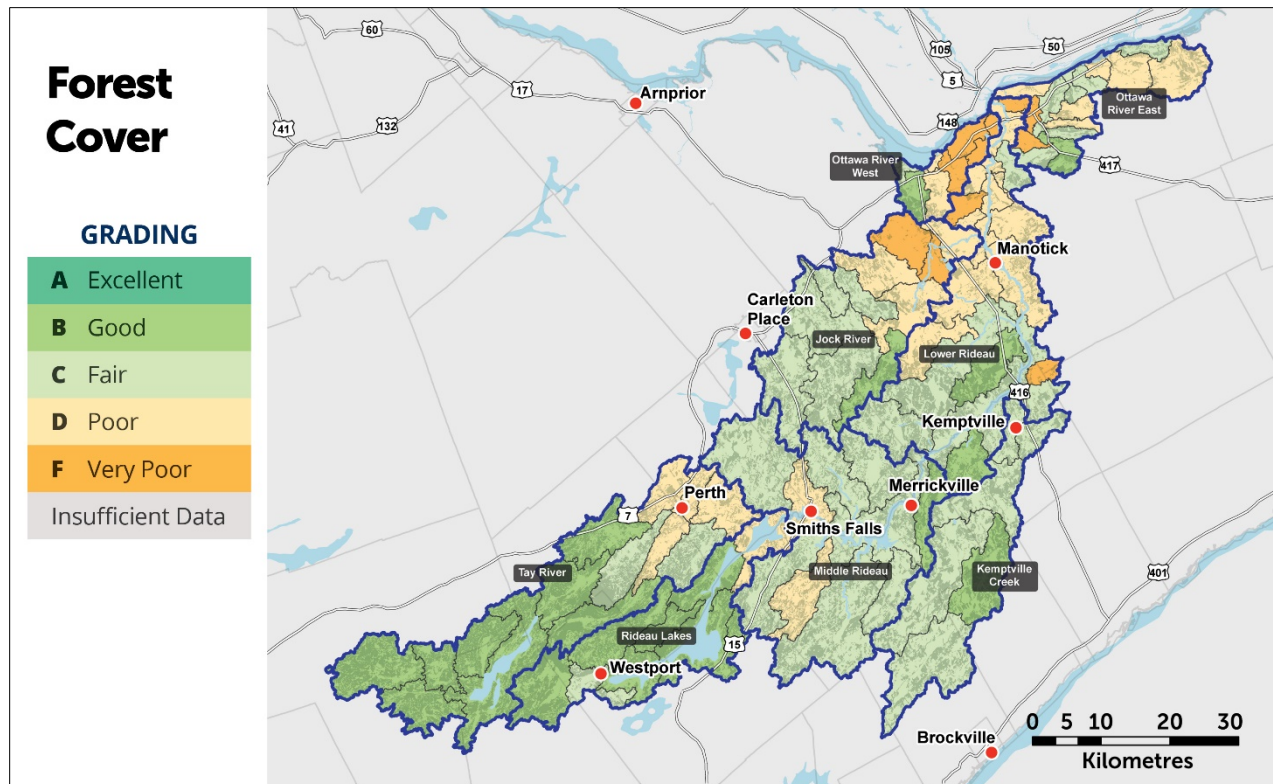 Forest
Cover
GRADING
A Excellent
B Good
C Fair
D Poor
F Very Poor
Insufficient Data
60
105
50
5
Arnprior
17
148
Ottawa
River East
41
132
417
Ottawa River
West
Manotick
Carleton
Place
Jock River
Lower Rideau
416
Kemptville
Perth
Merrickville
7
Smiths Falls
Tay River
Middle Rideau
Kemptville
Creek
401
Rideau Lakes
15
Westport
Brockville
0 5 10 20 30
Kilometres